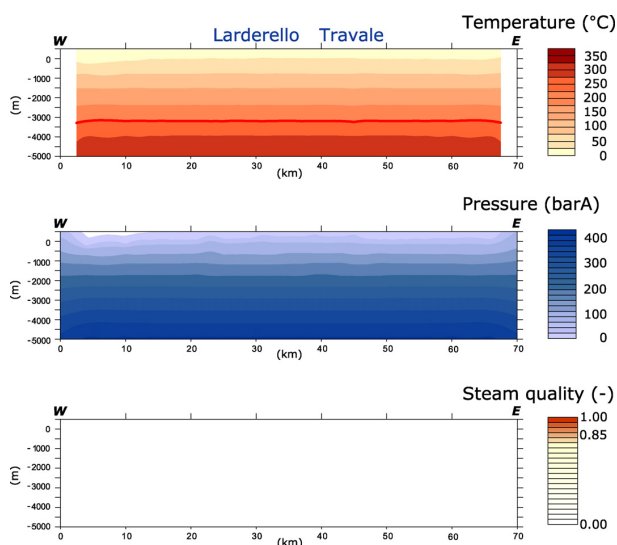 Temperature (°C)
W Larderello Travale E
0
-1000
-2000
-3000
-4000
-5000
(m)
0 10 20 30 40 50 60 70
(km)
350
300
250
200
150
100
50
0
Pressure (barA)
W E
0
-1000
-2000
-3000
-4000
-5000
(m)
0 10 20 30 40 50 60 70
(km)
400
300
200
100
0
Steam quality (-)
W E
0
-1000
-2000
-3000
-4000
-5000
(m)
0 10 20 30 40 50 60 70
(km)
1.00
0.85
0.00